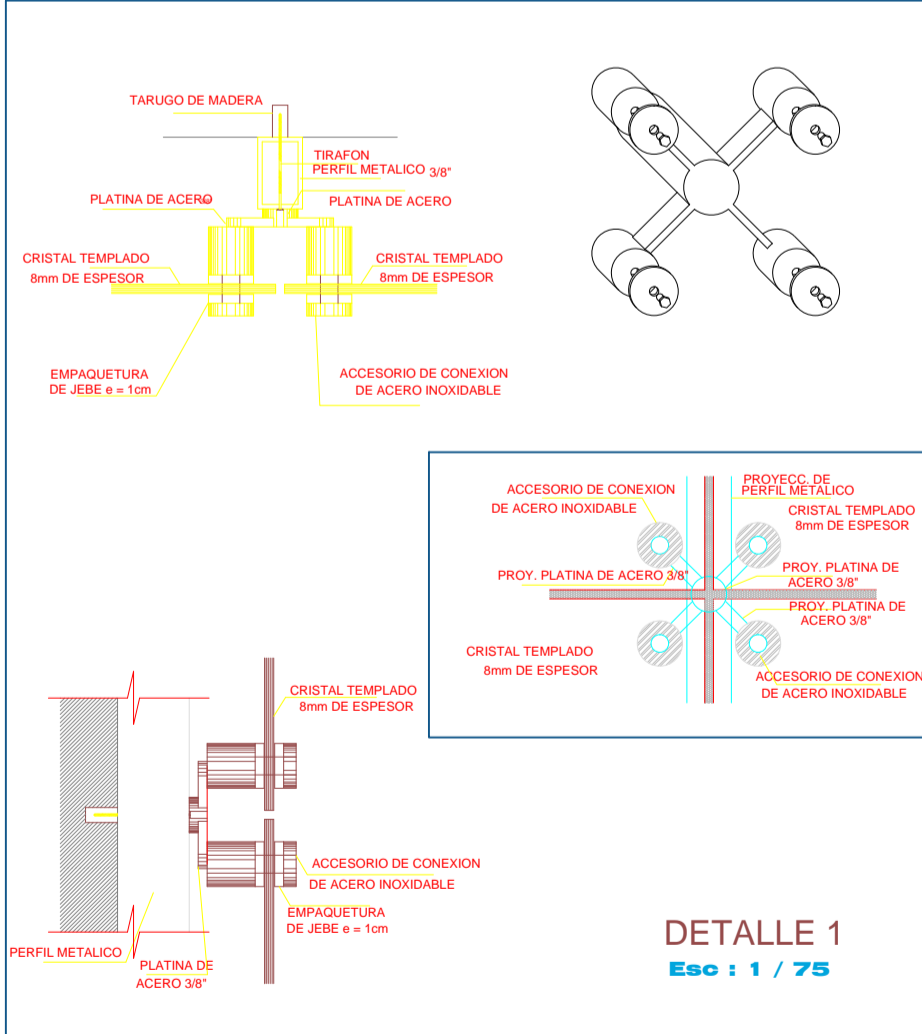 TARUGO DE MADERA
TIRAFON
PERFIL METALICO 3/8"
PLATINA DE ACERO
PLATINA DE ACERO
CRISTAL TEMPLADO
8mm DE ESPESOR
CRISTAL TEMPLADO
8mm DE ESPESOR
EMPAQUETURA
DE JEBE e = 1cm
ACCESORIO DE CONEXION
DE ACERO INOXIDABLE
ACCESORIO DE CONEXION
DE ACERO INOXIDABLE
PROYECC. DE
PERFIL METALICO
CRISTAL TEMPLADO
8mm DE ESPESOR
PROY. PLATINA DE ACERO 3/8"
PROY. PLATINA DE
ACERO 3/8"
PROY. PLATINA DE
ACERO 3/8"
CRISTAL TEMPLADO
8mm DE ESPESOR
ACCESORIO DE CONEXION
DE ACERO INOXIDABLE
CRISTAL TEMPLADO
8mm DE ESPESOR
ACCESORIO DE CONEXION
DE ACERO INOXIDABLE
EMPAQUETURA
DE JEBE e = 1cm
PERFIL METALICO
PLATINA DE
ACERO 3/8"
DETALLE 1
Esc : 1 / 75